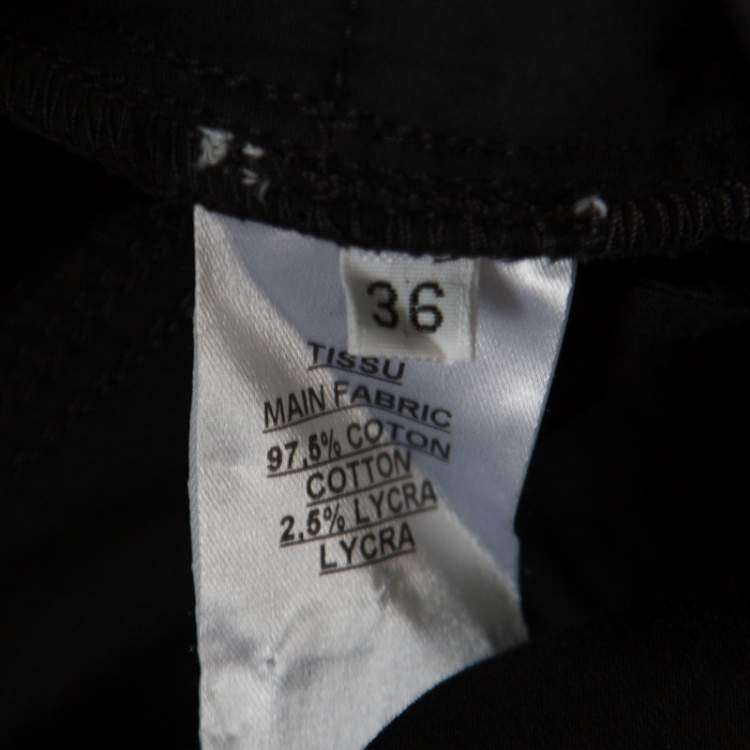 36
TISSU
MAIN FABRIC
97,5% COTON
COTTON
2,5% LYCRA
LYCRA